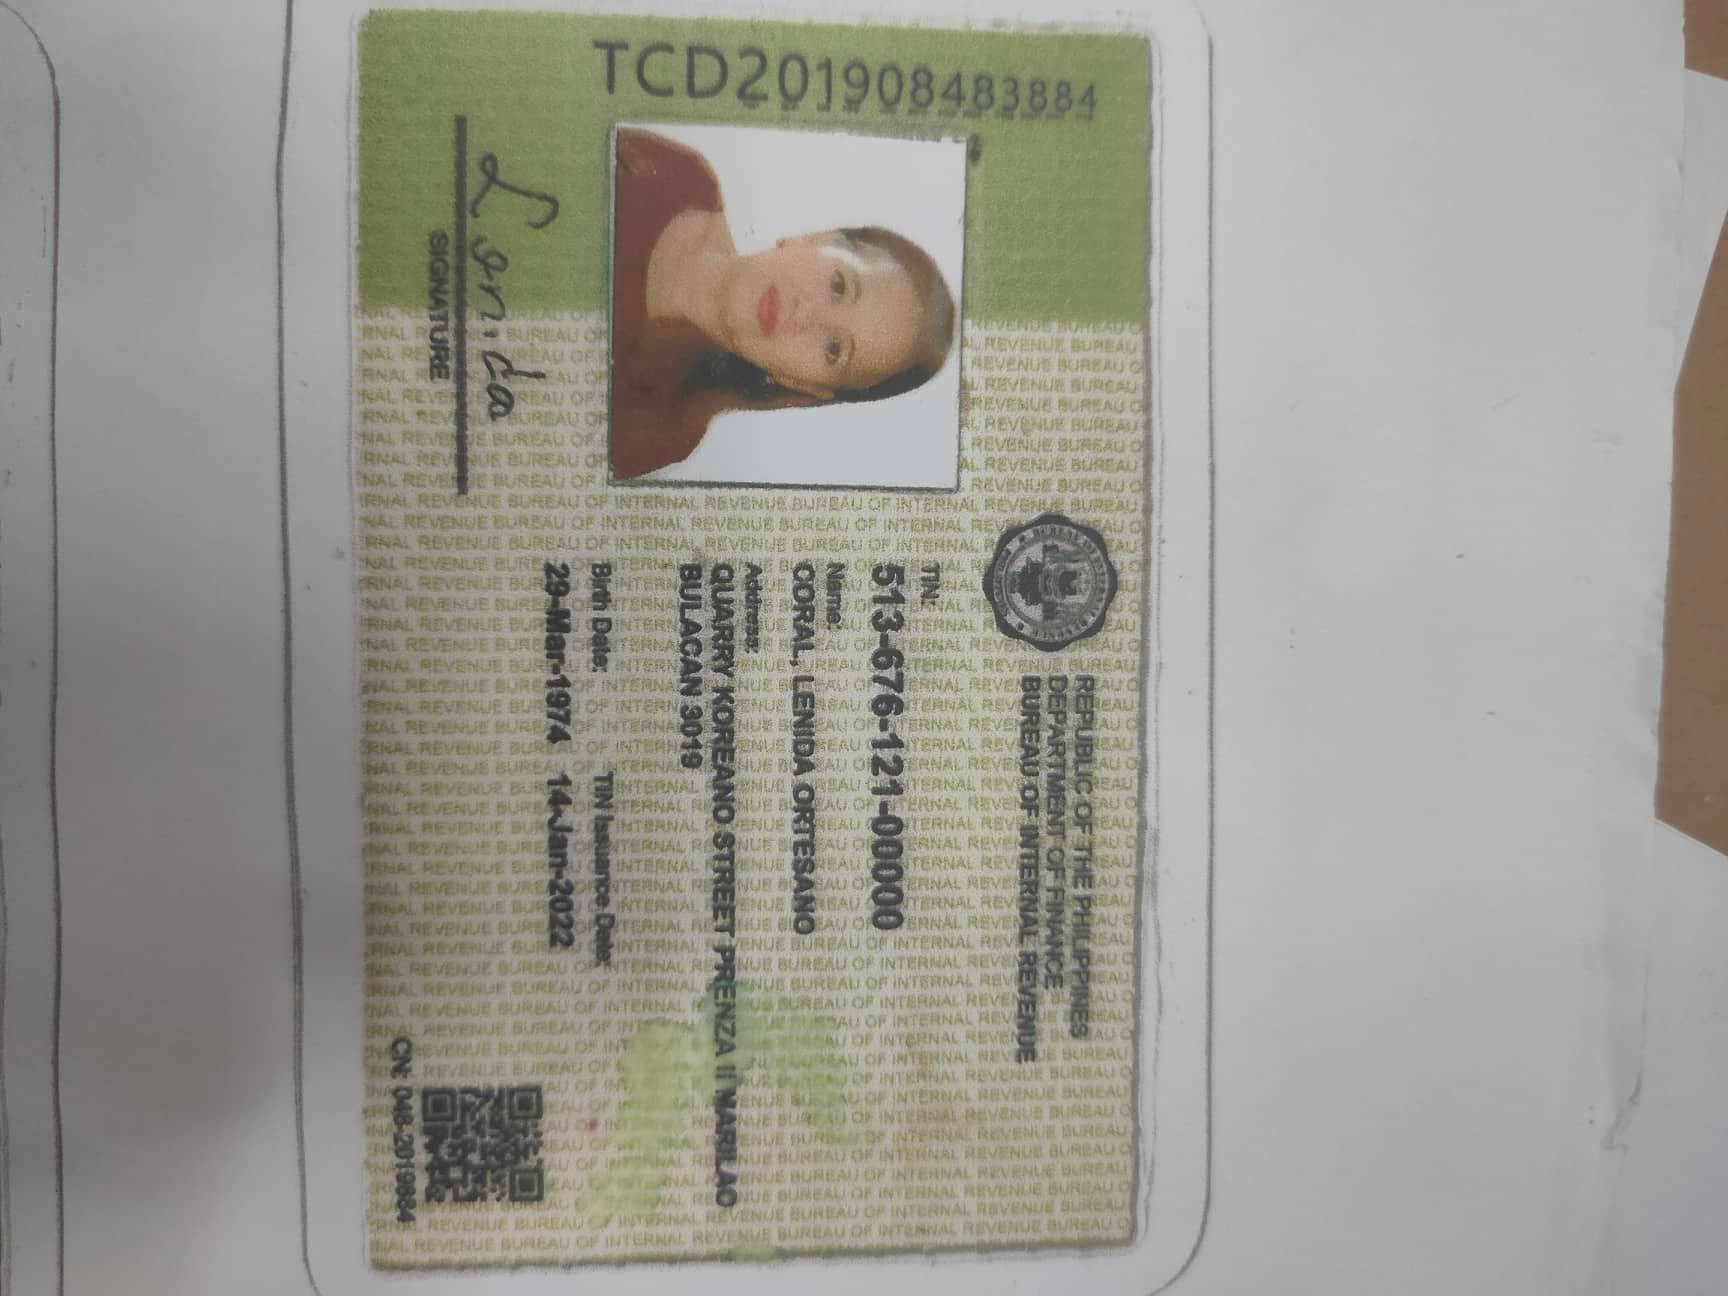 REPUBLIC OF THE PHILIPPINES
DEPARTMENT OF FINANCE
BUREAU OF INTERNAL REVENUE
TCD201908483884
TIN:
513-676-121-00000
Name:
CORAL, LENIDA ORTESANO
Address:
QUARRY KOREANO STREET PRENZA II MARILAO
BULACAN 3019
Birth Date: TIN Issuance Date:
29-Mar-1974 14-Jan-2022
Lenida
SIGNATURE
CN: 048-2019884